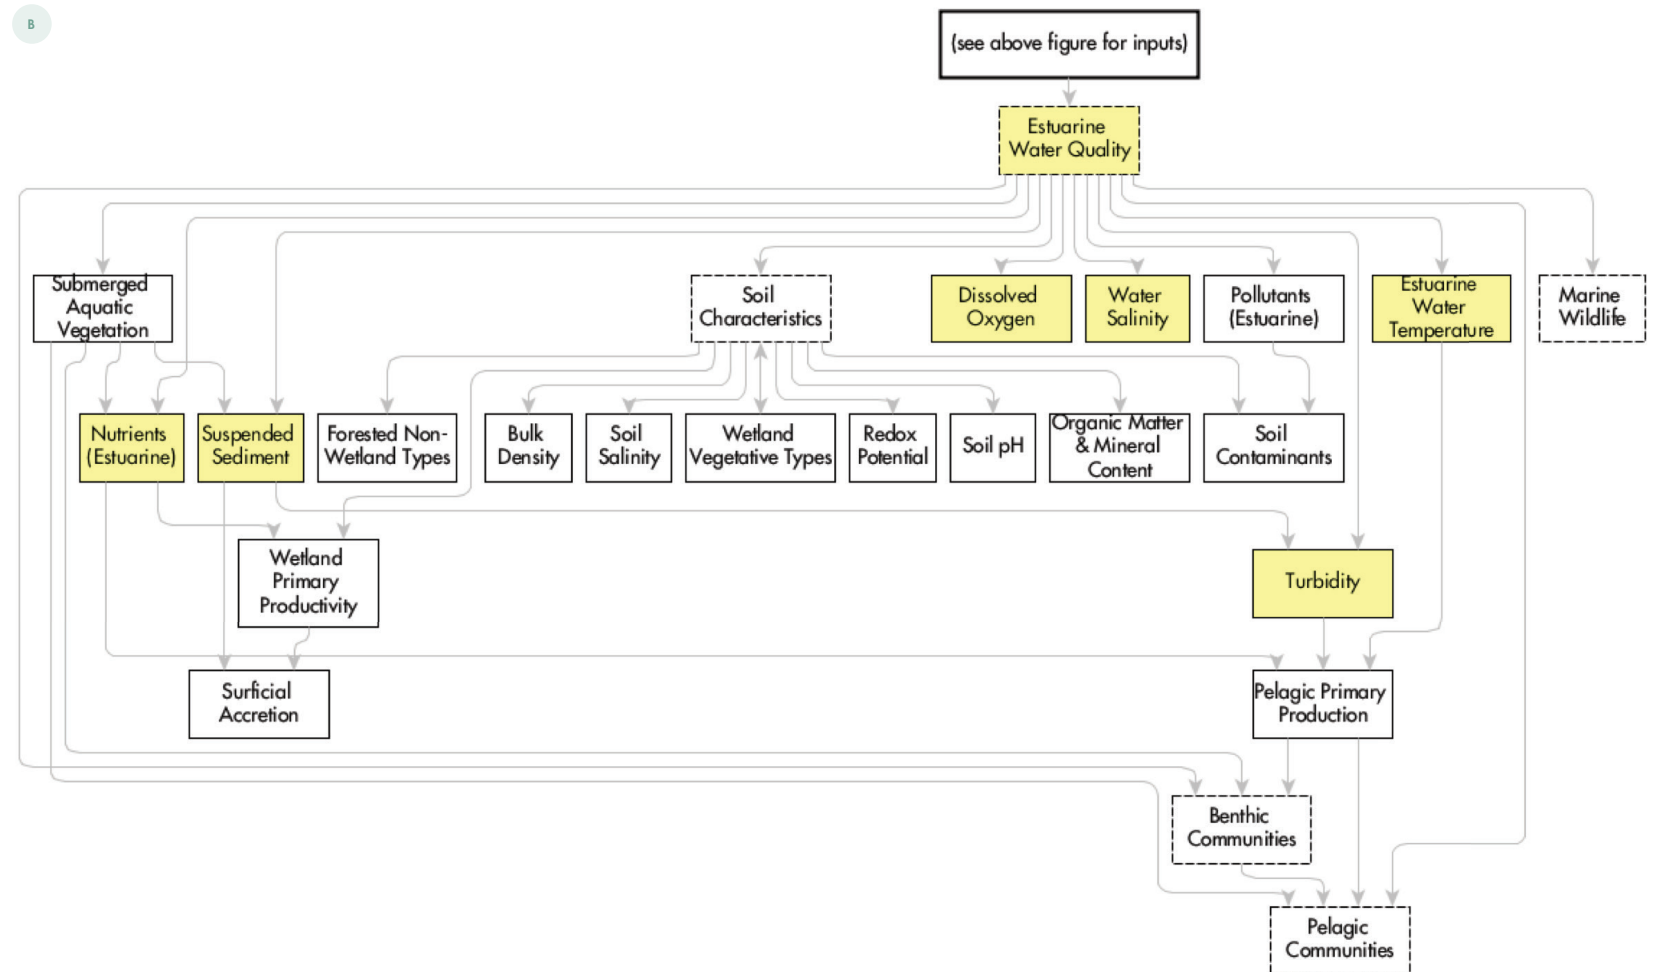 B
(see above figure for inputs)
Estuarine
Water Quality
Submerged
Aquatic
Vegetation
Soil
Characteristics
Dissolved
Oxygen
Water
Salinity
Pollutants
(Estuarine)
Estuarine
Water
Temperature
Marine
Wildlife
Nutrients
(Estuarine)
Suspended
Sediment
Forested Non-
Wetland Types
Bulk
Density
Soil
Salinity
Wetland
Vegetative Types
Redox
Potential
Soil pH
Organic Matter
& Mineral
Content
Soil
Contaminants
Wetland
Primary
Productivity
Turbidity
Surficial
Accretion
Pelagic Primary
Production
Benthic
Communities
Pelagic
Communities